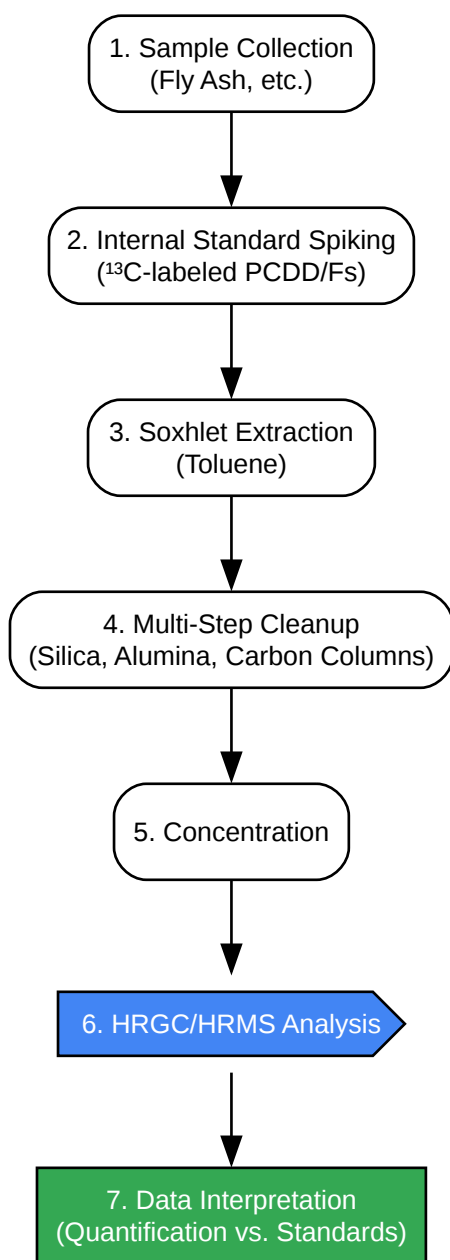 1. Sample Collection
(Fly Ash, etc.)
2. Internal Standard Spiking
(¹³C-labeled PCDD/Fs)
3. Soxhlet Extraction
(Toluene)
4. Multi-Step Cleanup
(Silica, Alumina, Carbon Columns)
5. Concentration
6. HRGC/HRMS Analysis
7. Data Interpretation
(Quantification vs. Standards)